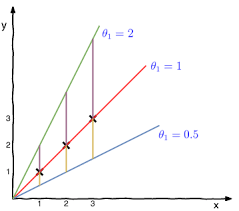 y
θ₁ = 2
θ₁ = 1
3
2
θ₁ = 0.5
1
1 2 3
x